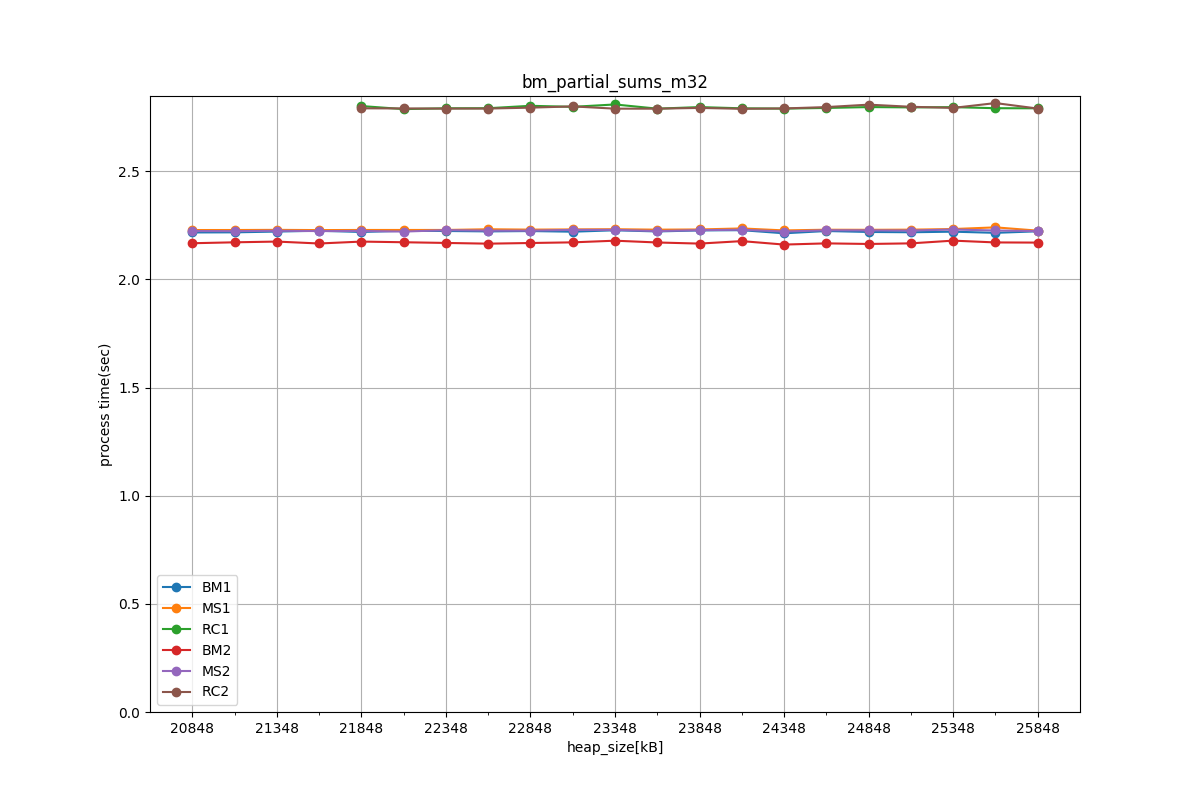 bm_partial_sums_m32
process time(sec)
2.5
2.0
1.5
1.0
0.5
0.0
BM1
MS1
RC1
BM2
MS2
RC2
20848 21348 21848 22348 22848 23348 23848 24348 24848 25348 25848
heap_size[kB]